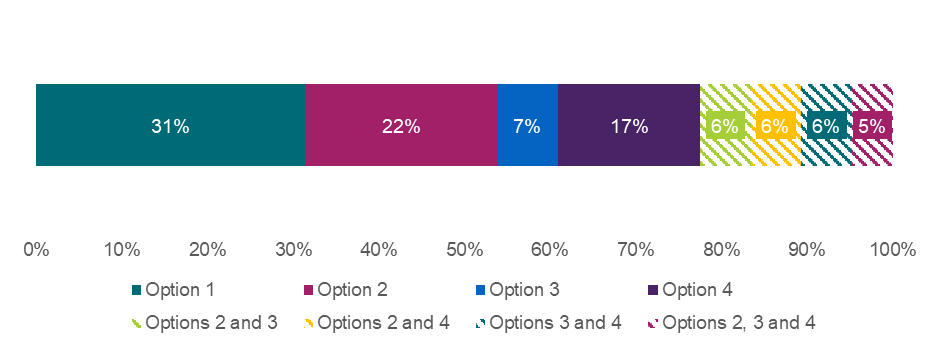 31% 22% 7% 17% 6% 6% 6% 5%
0% 10% 20% 30% 40% 50% 60% 70% 80% 90% 100%
Option 1 Option 2 Option 3 Option 4
Options 2 and 3 Options 2 and 4 Options 3 and 4 Options 2, 3 and 4